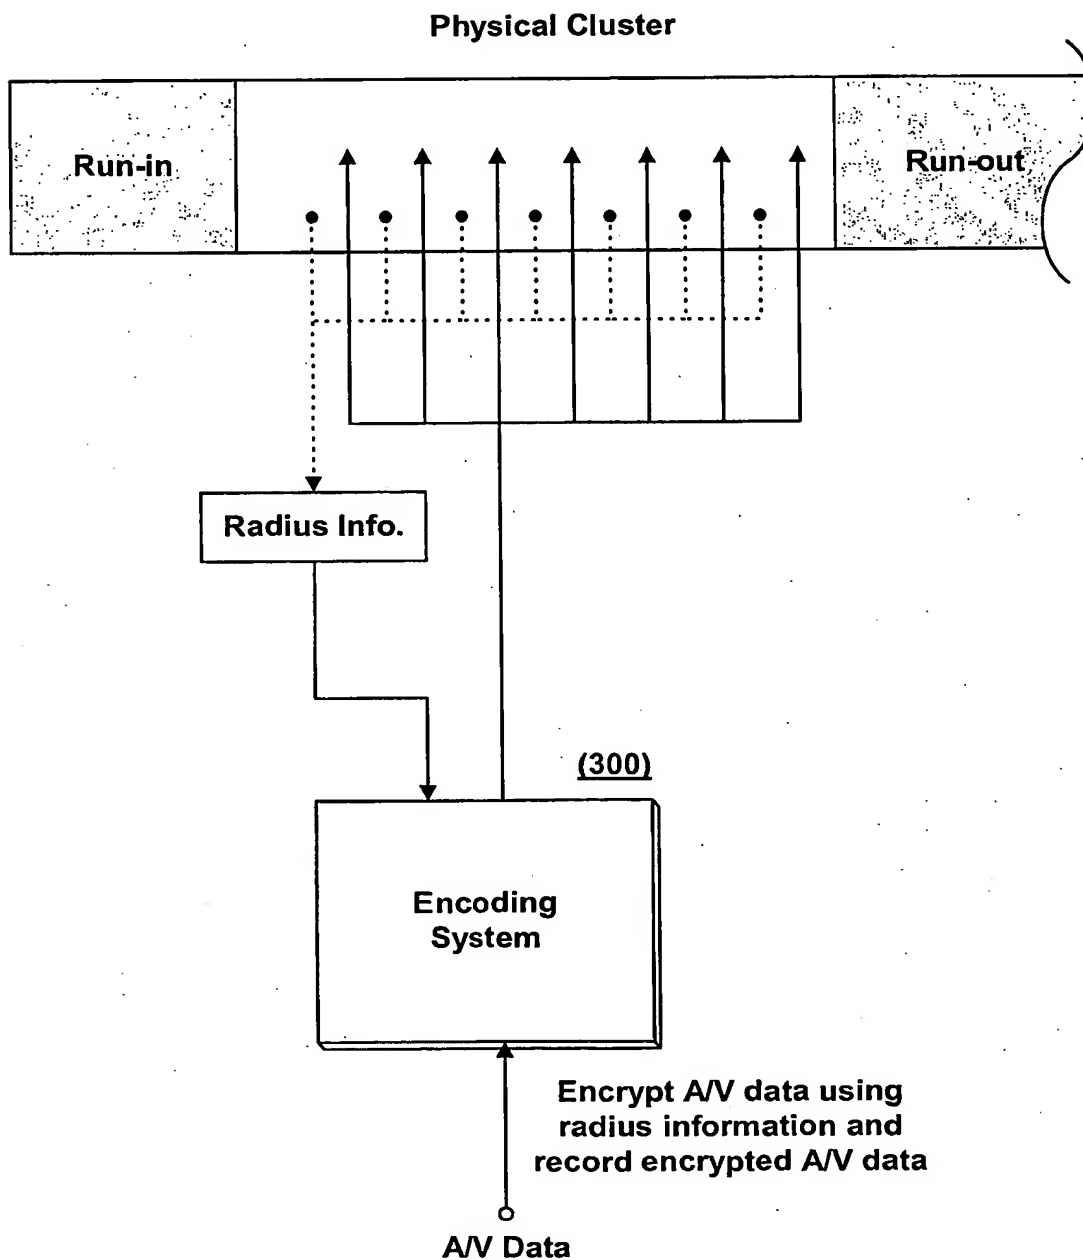 Physical Cluster
Run-in
Run-out
Radius Info.
(300)
Encoding
System
Encrypt A/V data using
radius information and
record encrypted A/V data
A/V Data